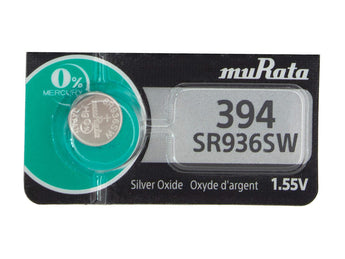 muRata
0%
MERCURY
394
SR936SW
Silver Oxide Oxyde d'argent 1.55V